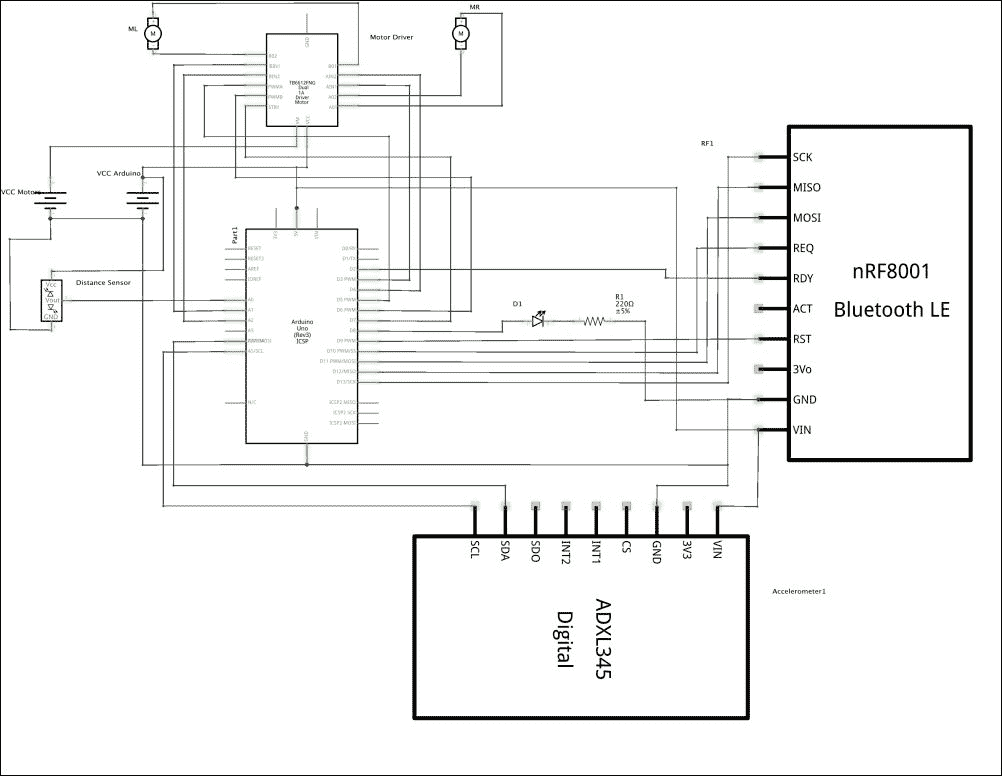 ML
MR
Motor Driver
GND
BO2
BO1
BIN1
AIN2
BIN2
AIN1
PWMA
PWMB
AO2
STBY
AO1
TB6612FNG
Dual
1A
Driver
Motor
VM
VCC
M
M
RF1
VCC Motors
VCC Arduino
SCK
MISO
MOSI
REQ
RDY
ACT
RST
3Vo
GND
VIN
nRF8001
Bluetooth LE
Part1
3V3
5V
VIN
RESET
RESET2
AREF
IOREF
A0
A1
A2
A3
A5/SCL
N/C
D0/RX
D1/TX
D2
D3 PWM
D4
D5 PWM
D6 PWM
D7
D8
D9 PWM
D10 PWM/SS
D11 PWM/MOSI
D12/MISO
D13/SCK
ICSP2 MISO
ICSP2 SCK
ICSP2 MOSI
GND
Arduino
Uno
(Rev3)
ICSP
Distance Sensor
Vcc
Vout
GND
D1
R1
220Ω
±5%
SCL
SDA
SDO
INT2
INT1
CS
GND
3V3
VIN
ADXL345
Digital
Accelerometer1